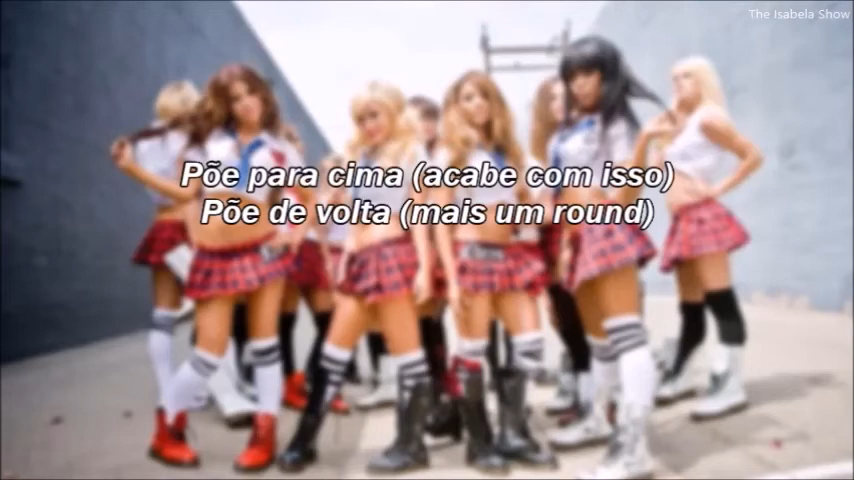 The Isabela Show
Põe para cima (acabe com isso)
Põe de volta (mais um round)